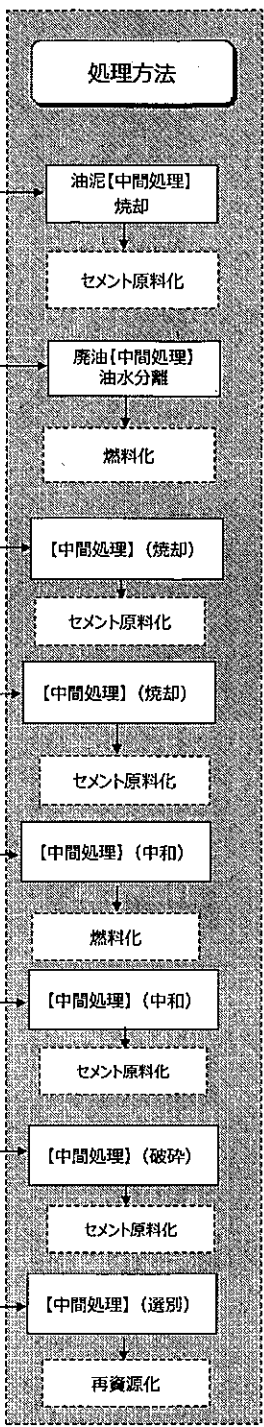 処理方法
油泥【中間処理】
焼却
セメント原料化
廃油【中間処理】
油水分離
燃料化
【中間処理】（焼却）
セメント原料化
【中間処理】（焼却）
セメント原料化
【中間処理】（中和）
燃料化
【中間処理】（中和）
セメント原料化
【中間処理】（破砕）
セメント原料化
【中間処理】（選別）
再資源化